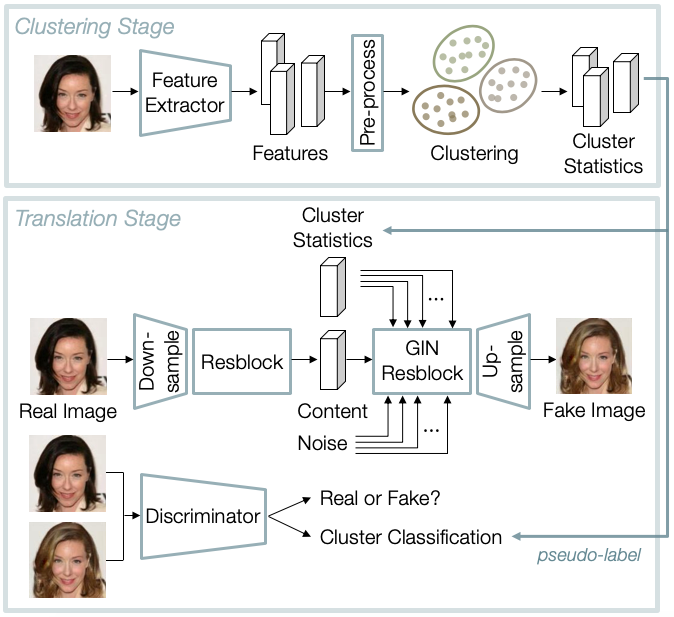 Clustering Stage
Feature
Extractor
Features
Pre-process
Clustering
Cluster
Statistics
Translation Stage
Cluster
Statistics
...
Real Image
Down-
sample
Resblock
Content
GIN
Resblock
Up-
sample
Fake Image
Noise
...
Discriminator
Real or Fake?
Cluster Classification
pseudo-label